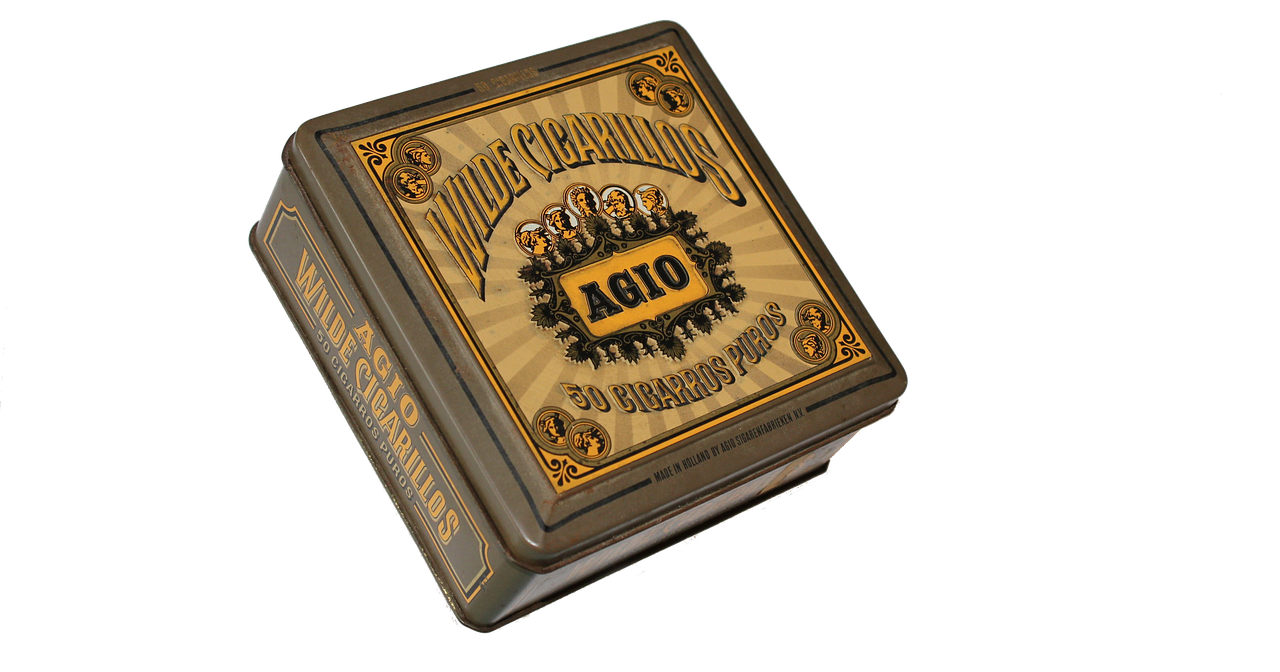 WILDE CIGARILLOS
AGIO
50 CIGARROS PUROS
MADE IN HOLLAND BY AGIO SIGARENFABRIEKEN N.V.
AGIO
WILDE CIGARILLOS
50 CIGARROS PUROS